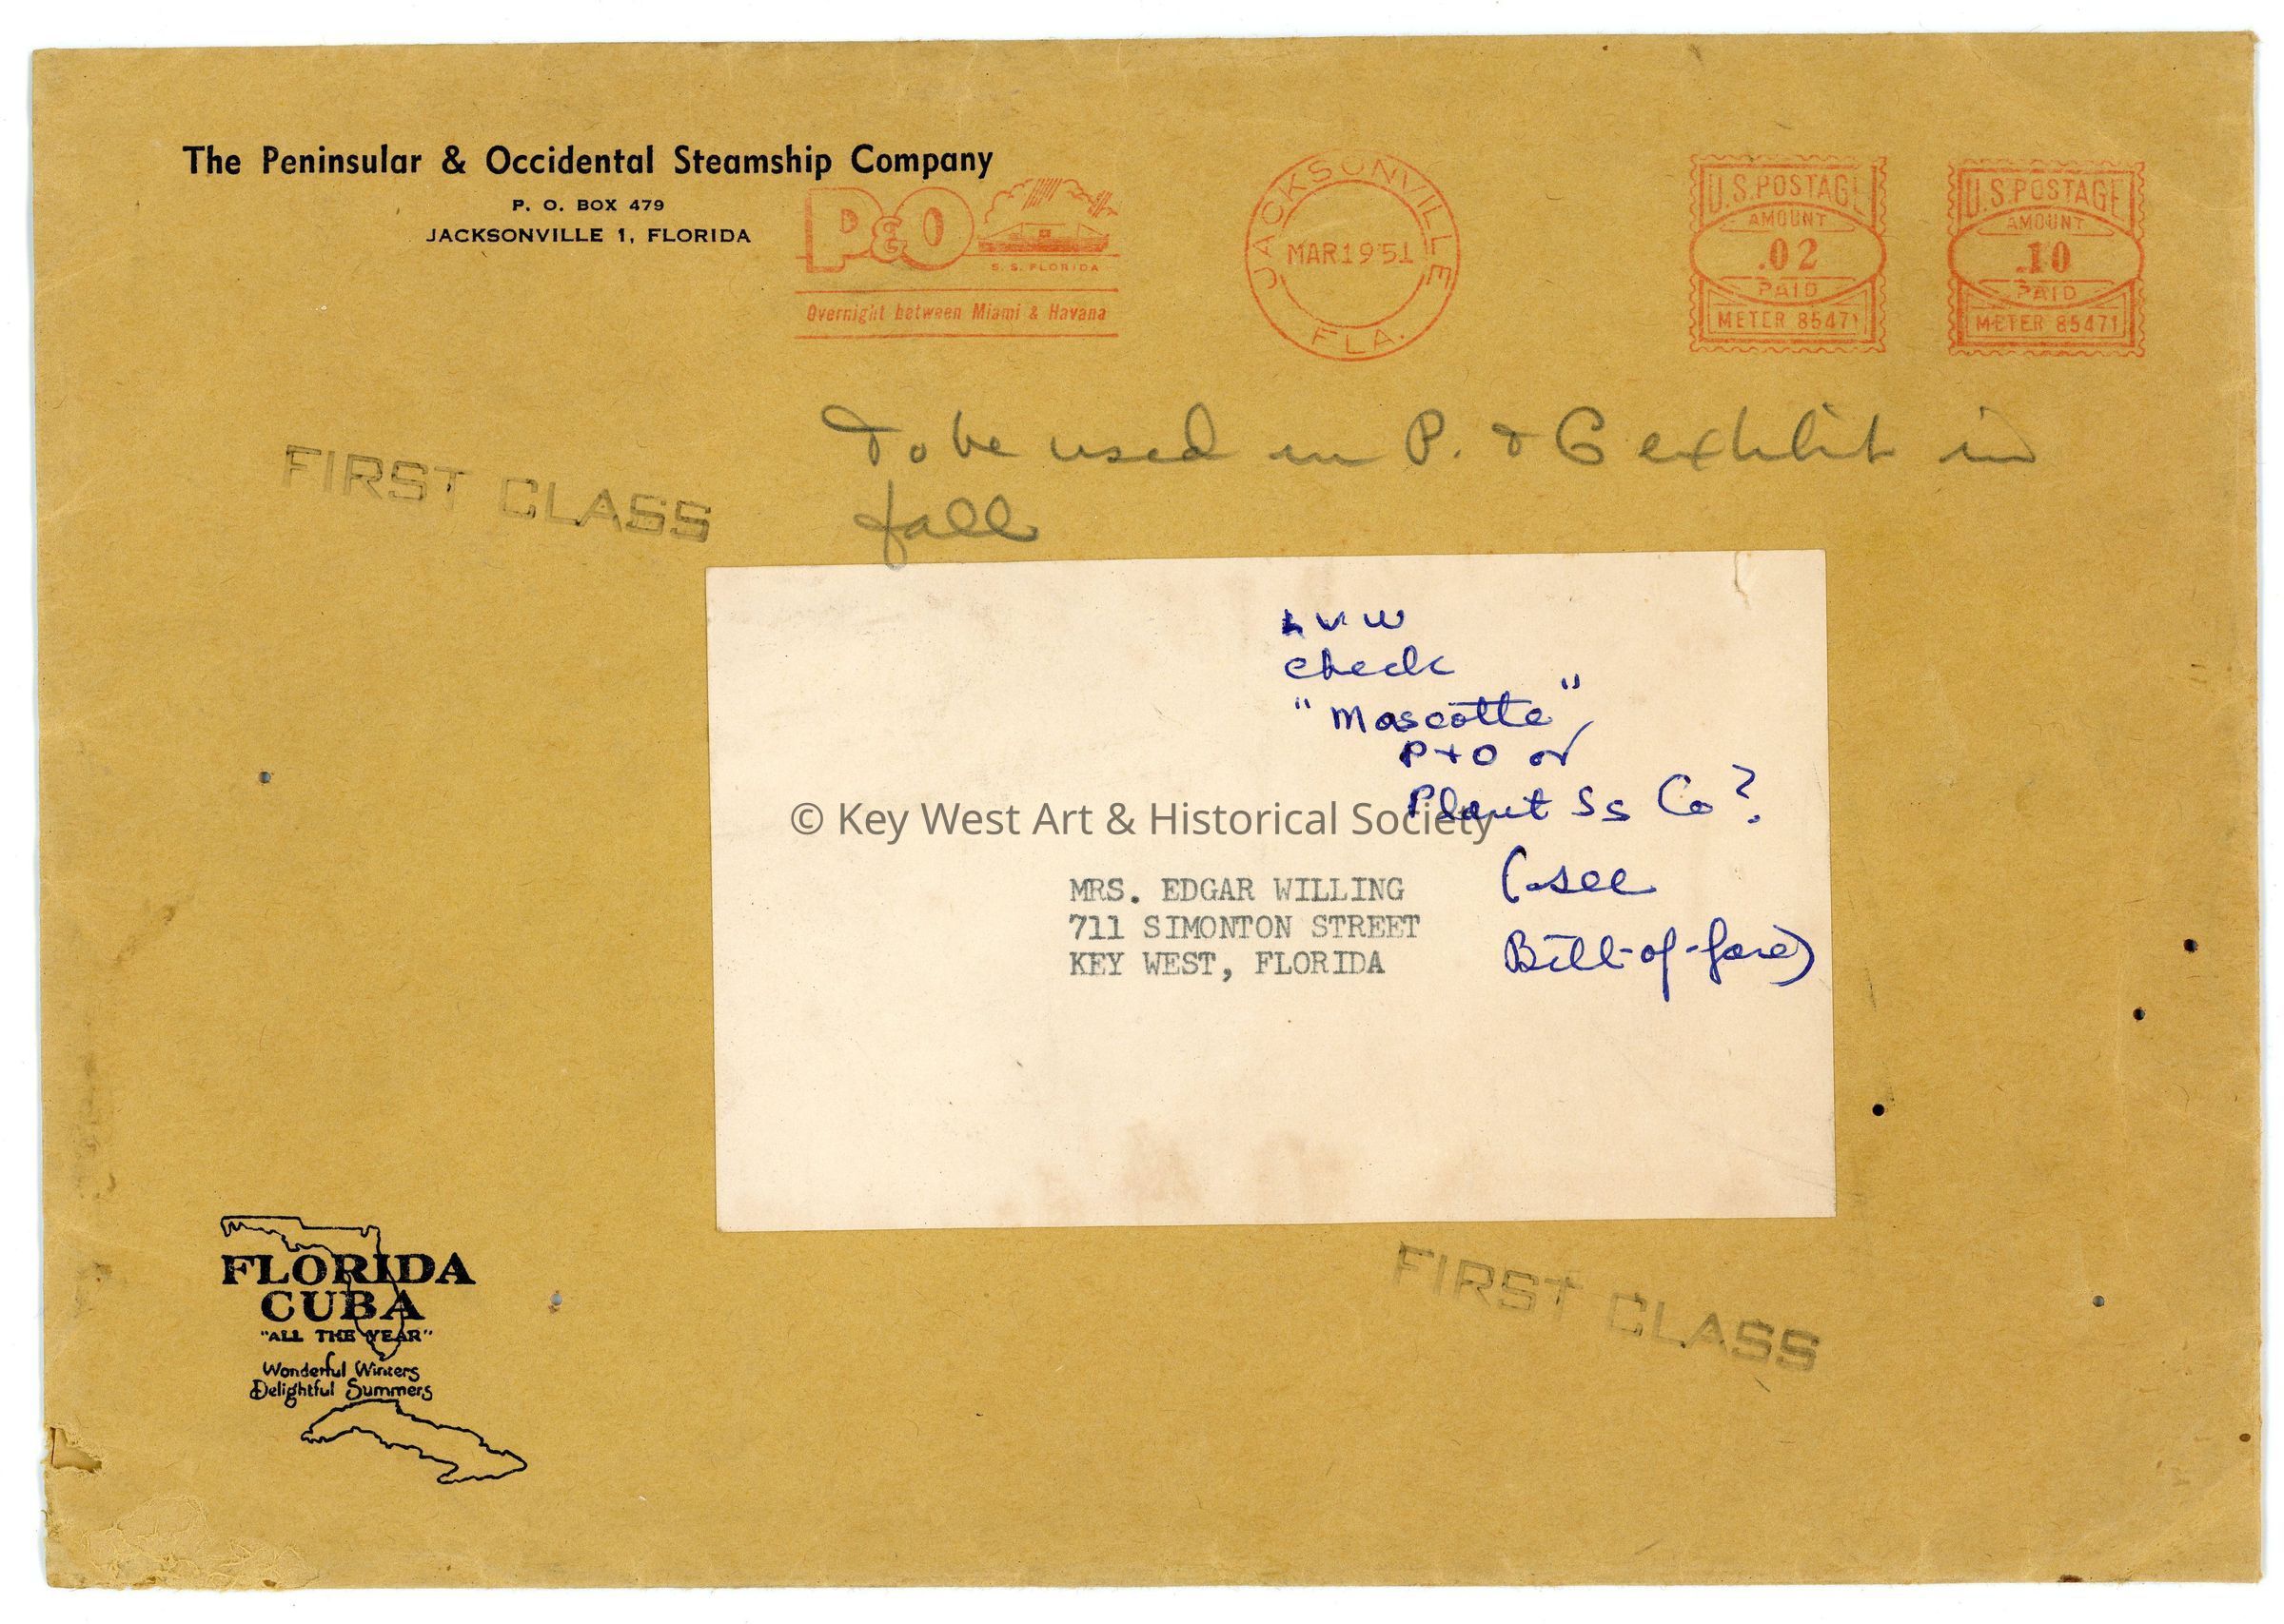 The Peninsular & Occidental Steamship Company
P. O. BOX 479
JACKSONVILLE 1, FLORIDA
P&O
S. S. FLORIDA
Overnight between Miami & Havana
JACKSONVILLE
MAR 19 '51
FLA.
U.S. POSTAGE
AMOUNT
.02
PAID
METER 85471
U.S. POSTAGE
AMOUNT
.10
PAID
METER 85471
To be used in P. & O exhibit in
fall
FIRST CLASS
LVW
check
"Mascotte"
P+O or
Plant Ss Co?
(see
Bill-of-fare)
© Key West Art & Historical Society
MRS. EDGAR WILLING
711 SIMONTON STREET
KEY WEST, FLORIDA
FIRST CLASS
FLORIDA
CUBA
"ALL THE YEAR"
Wonderful Winters
Delightful Summers